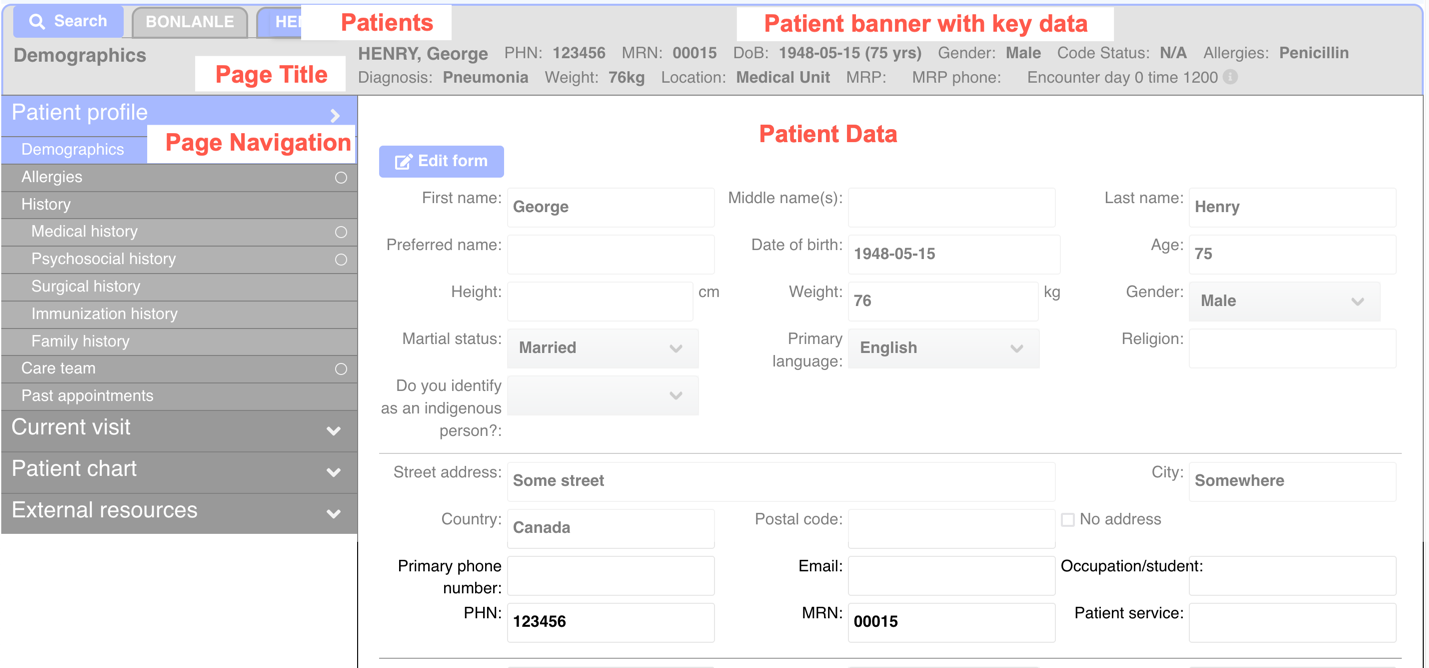 Search BONLANLE HE Patients Patient banner with key data
Demographics HENRY, George PHN: 123456 MRN: 00015 DoB: 1948-05-15 (75 yrs) Gender: Male Code Status: N/A Allergies: Penicillin
Page Title Diagnosis: Pneumonia Weight: 76kg Location: Medical Unit MRP: MRP phone: Encounter day 0 time 1200
Patient profile
Page Navigation
Demographics
Allergies
History
Medical history
Psychosocial history
Surgical history
Immunization history
Family history
Care team
Past appointments
Current visit
Patient chart
External resources
Patient Data
Edit form
First name: George Middle name(s): Last name: Henry
Preferred name: Date of birth: 1948-05-15 Age: 75
Height: cm Weight: 76 kg Gender: Male
Martial status: Married Primary language: English Religion:
Do you identify
as an indigenous
person?:
Street address: Some street City: Somewhere
Country: Canada Postal code: No address
Primary phone number: Email: Occupation/student:
PHN: 123456 MRN: 00015 Patient service: